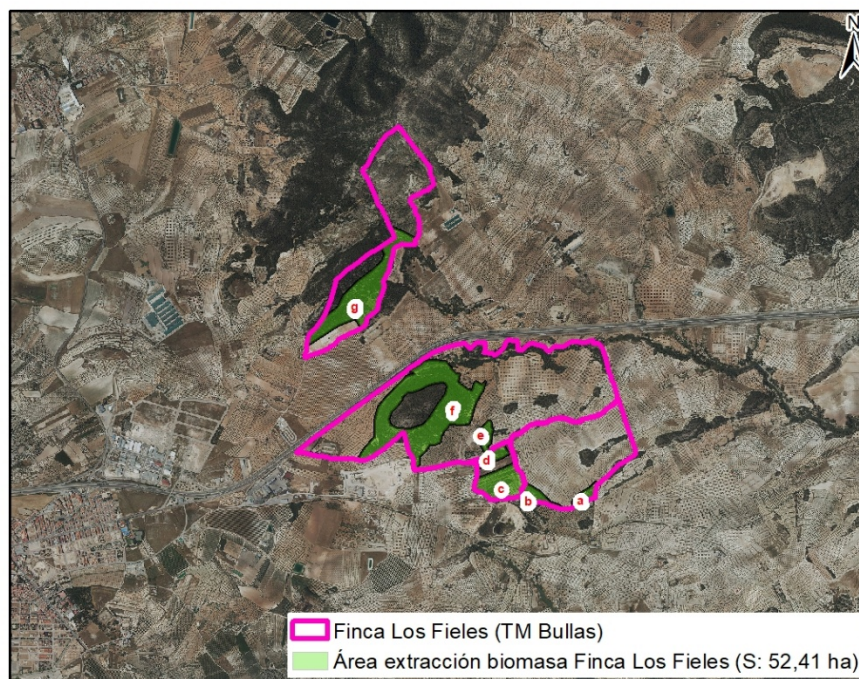 N
g
f
e
d
c
b
a
Finca Los Fieles (TM Bullas)
Área extracción biomasa Finca Los Fieles (S: 52,41 ha)